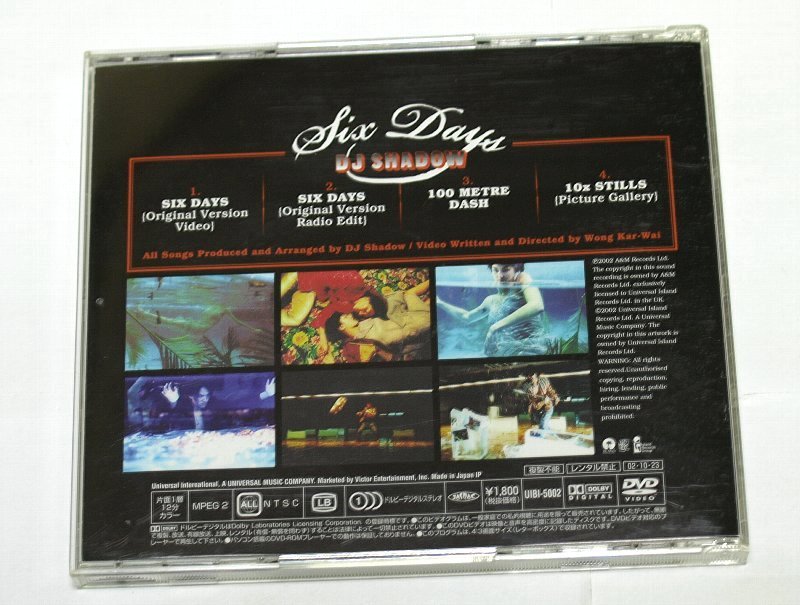 Six Days
DJ SHADOW
1.
SIX DAYS
(Original Version
Video)
2.
SIX DAYS
(Original Version
Radio Edit)
3.
100 METRE
DASH
4.
10x STILLS
(Picture Gallery)
All Songs Produced and Arranged by DJ Shadow / Video Written and Directed by Wong Kar-Wai
℗2002 A&M Records Ltd.
The copyright in this sound
recording is owned by A&M
Records Ltd. exclusively
licensed to Universal Island
Records Ltd. in the UK.
©2002 Universal Island
Records Ltd. A Universal
Music Company. The
copyright in this artwork is
owned by Universal Island
Records Ltd.
WARNING: All rights
reserved.Unauthorised
copying, reproduction,
hiring, lending, public
performance and
broadcasting
prohibited.
Universal International, A UNIVERSAL MUSIC COMPANY. Marketed by Victor Entertainment, Inc. Made in Japan
複製不能 レンタル禁止 02・10・23
片面1層
12分
カラー
MPEG 2
ALL NTSC
LB
1 ドルビーデジタルステレオ
¥1,800
(税抜価格)
UIBI-5002
DOLBY
DIGITAL
DVD
VIDEO